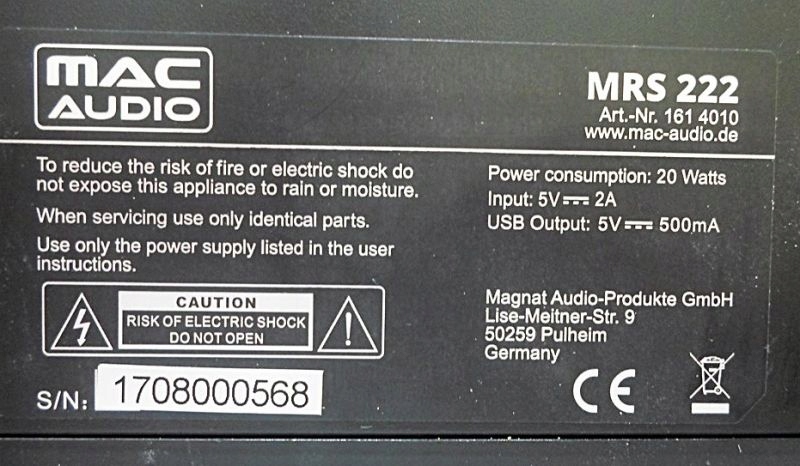 MAC
AUDIO
MRS 222
Art.-Nr. 161 4010
www.mac-audio.de
To reduce the risk of fire or electric shock do
not expose this appliance to rain or moisture.
When servicing use only identical parts.
Use only the power supply listed in the user
instructions.
CAUTION
RISK OF ELECTRIC SHOCK
DO NOT OPEN
S/N: 1708000568
Power consumption: 20 Watts
Input: 5V⎓ 2A
USB Output: 5V⎓ 500mA
Magnat Audio-Produkte GmbH
Lise-Meitner-Str. 9
50259 Pulheim
Germany
CE